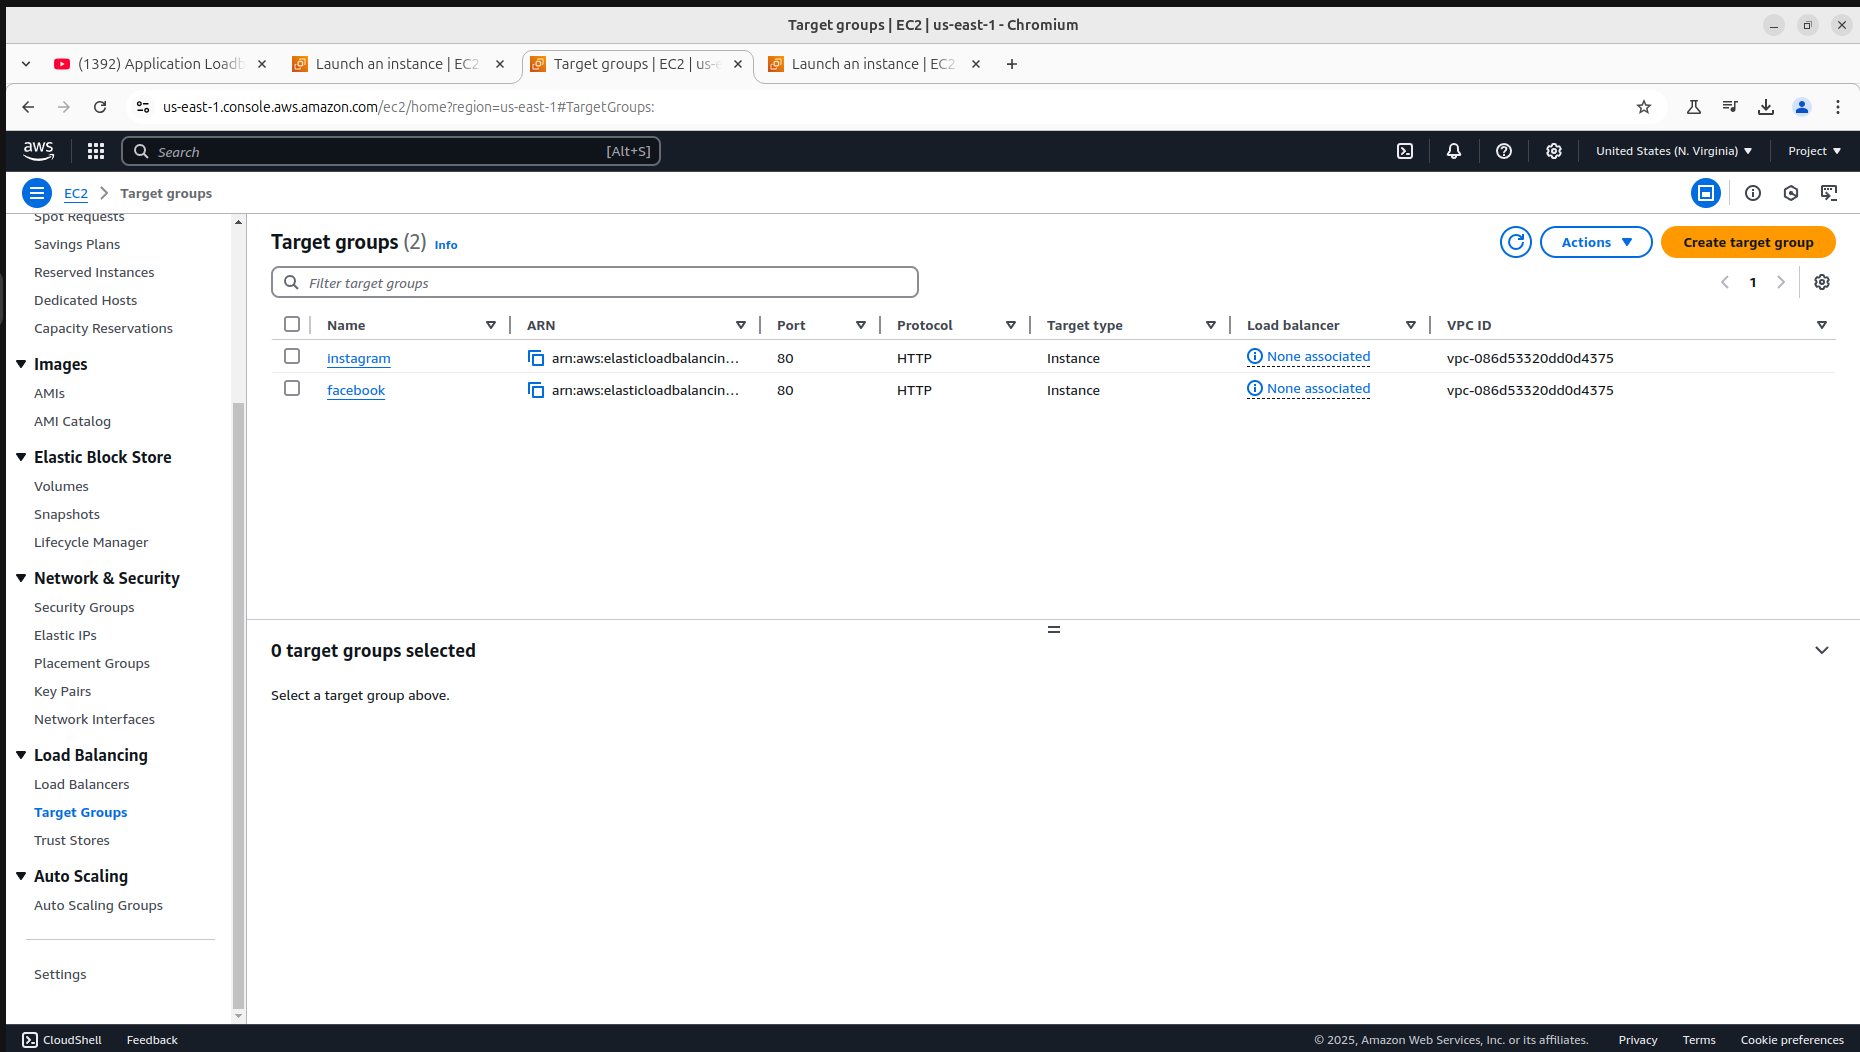 Target groups | EC2 | us-east-1 - Chromium
(1392) Application Loadb
Launch an instance | EC2
Target groups | EC2 | us-e
Launch an instance | EC2
us-east-1.console.aws.amazon.com/ec2/home?region=us-east-1#TargetGroups:
aws
Search
[Alt+S]
United States (N. Virginia)
Project
EC2
Target groups
Spot Requests
Savings Plans
Reserved Instances
Dedicated Hosts
Capacity Reservations
Images
AMIs
AMI Catalog
Elastic Block Store
Volumes
Snapshots
Lifecycle Manager
Network & Security
Security Groups
Elastic IPs
Placement Groups
Key Pairs
Network Interfaces
Load Balancing
Load Balancers
Target Groups
Trust Stores
Auto Scaling
Auto Scaling Groups
Settings
Target groups (2) Info
Actions
Create target group
Filter target groups
1
Name ARN Port Protocol Target type Load balancer VPC ID
instagram arn:aws:elasticloadbalancin... 80 HTTP Instance None associated vpc-086d53320dd0d4375
facebook arn:aws:elasticloadbalancin... 80 HTTP Instance None associated vpc-086d53320dd0d4375
0 target groups selected
Select a target group above.
CloudShell Feedback © 2025, Amazon Web Services, Inc. or its affiliates. Privacy Terms Cookie preferences